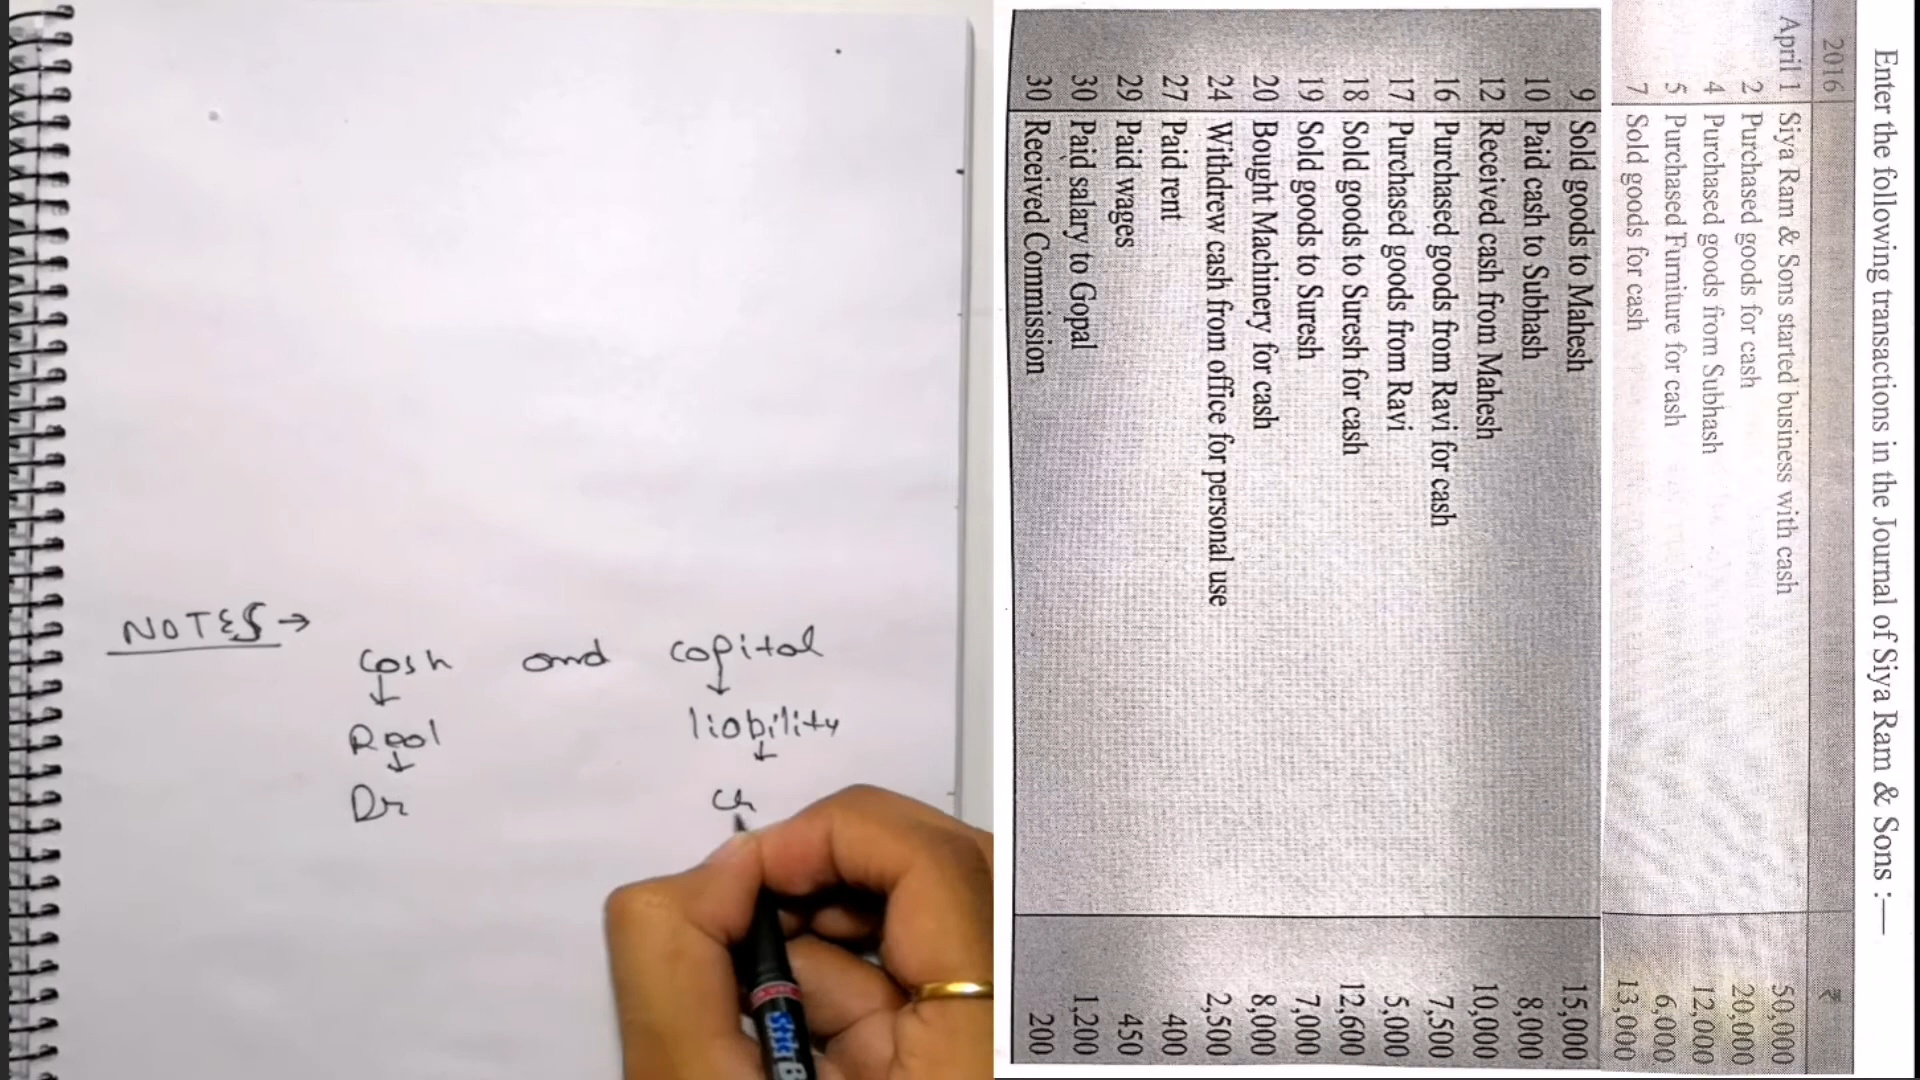 NOTES →
Cash and capital
Real liability
Dr Cr
Enter the following transactions in the Journal of Siya Ram & Sons :—
2016 ₹
April 1 Siya Ram & Sons started business with cash 50,000
2 Purchased goods for cash 20,000
4 Purchased goods from Subhash 12,000
5 Purchased Furniture for cash 6,000
7 Sold goods for cash 13,000
9 Sold goods to Mahesh 15,000
10 Paid cash to Subhash 8,000
12 Received cash from Mahesh 10,000
16 Purchased goods from Ravi for cash 7,500
17 Purchased goods from Ravi 5,000
18 Sold goods to Suresh for cash 12,600
19 Sold goods to Suresh 7,000
20 Bought Machinery for cash 8,000
24 Withdrew cash from office for personal use 2,500
27 Paid rent 400
29 Paid wages 450
30 Paid salary to Gopal 1,200
30 Received Commission 200